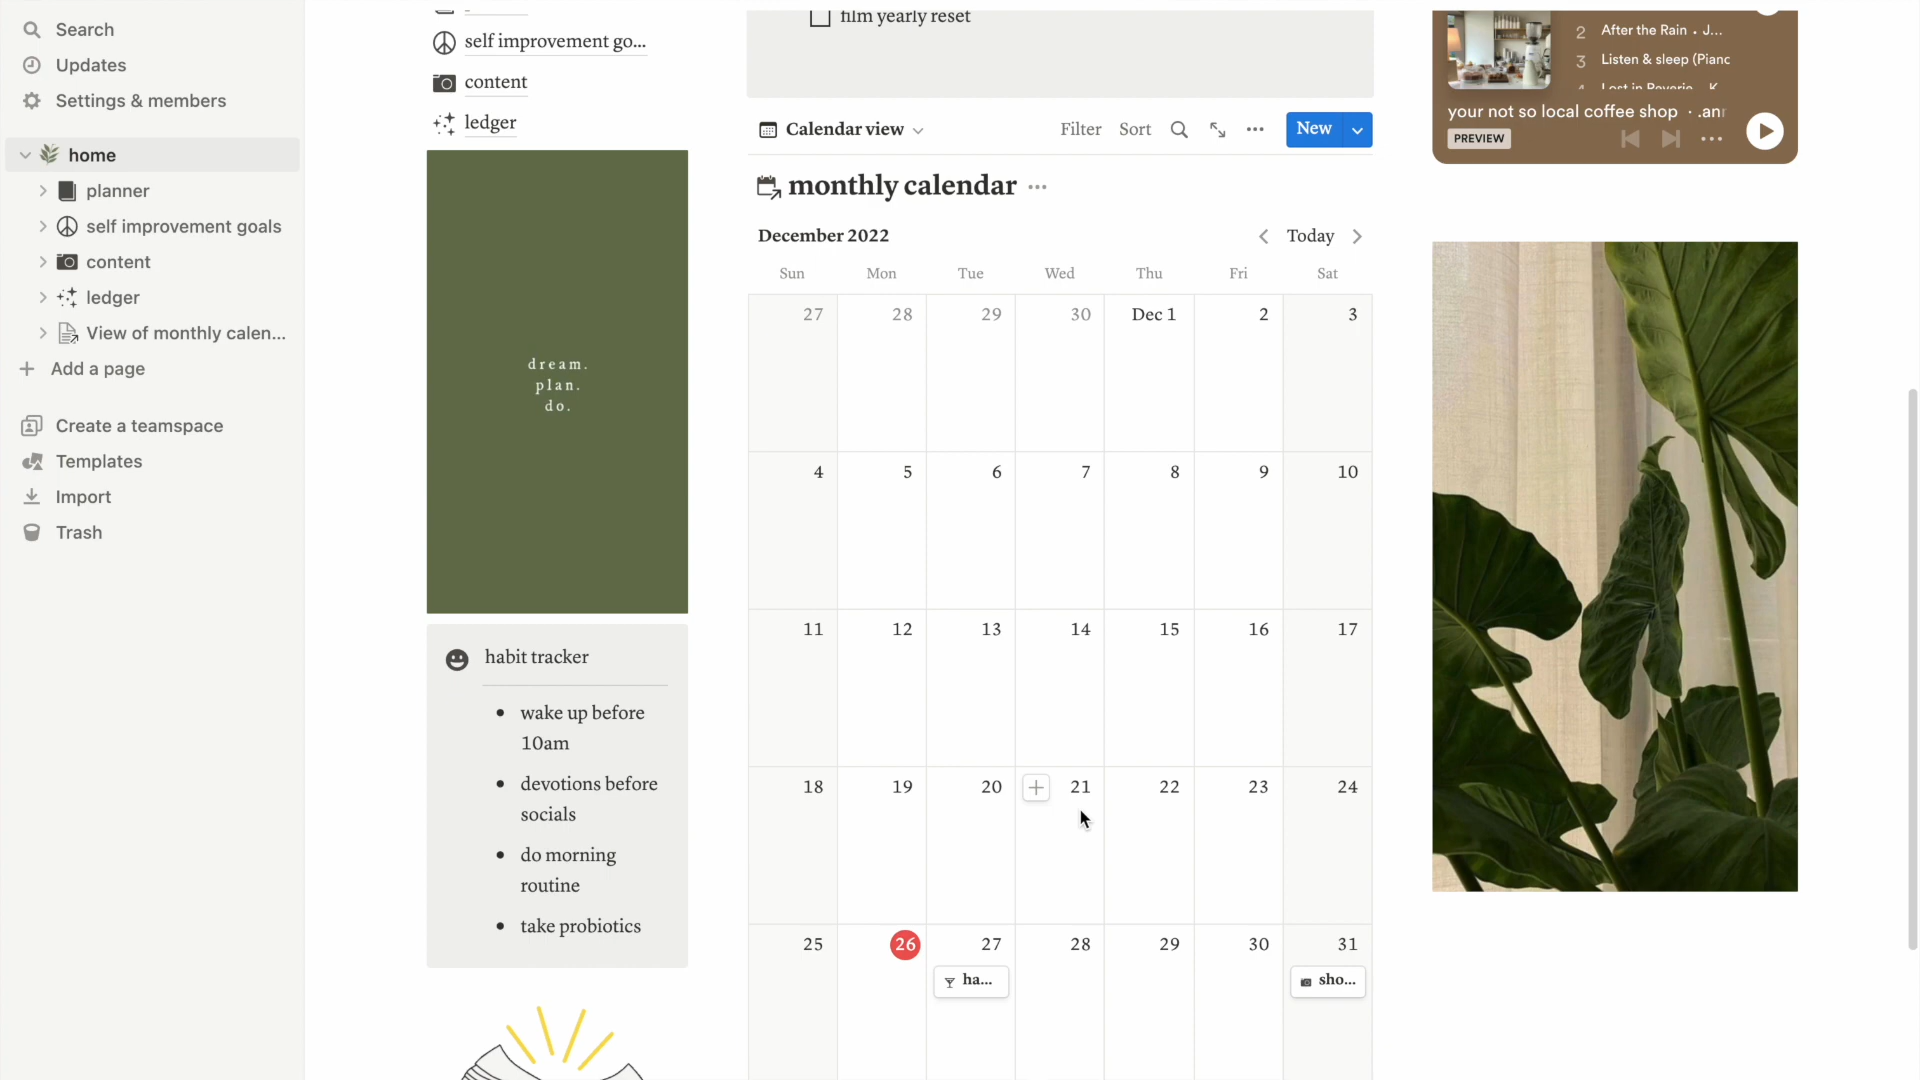 Search
Updates
Settings & members
home
planner
self improvement goals
content
ledger
View of monthly calen...
Add a page
Create a teamspace
Templates
Import
Trash
self improvement go...
content
ledger
dream.
plan.
do.
habit tracker
wake up before
10am
devotions before
socials
do morning
routine
take probiotics
film yearly reset
Calendar view
Filter Sort New
monthly calendar
December 2022 Today
Sun Mon Tue Wed Thu Fri Sat
27 28 29 30 Dec 1 2 3
4 5 6 7 8 9 10
11 12 13 14 15 16 17
18 19 20 21 22 23 24
25 26 27 28 29 30 31
ha... sho...
2 After the Rain • J...
3 Listen & sleep (Piano
Lost in Reverie
your not so local coffee shop · .ann
PREVIEW